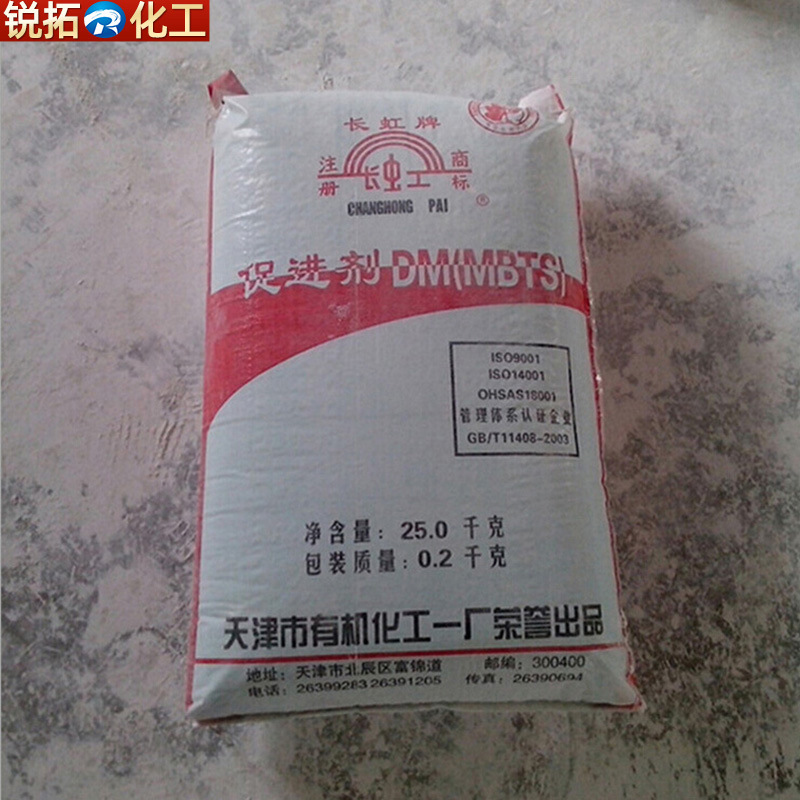 锐拓R化工
长虹牌
注册 商标
长虹工
CHANGHONG PAI ®
促进剂DM(MBTS)
ISO9001
ISO14001
OHSAS18001
管理体系认证企业
GB/T11408-2003
净含量：25.0 千克
包装质量：0.2 千克
天津市有机化工一厂荣誉出品
地址：天津市北辰区富锦道 邮编：300400
电话：26399283 26391205 传真：26390694